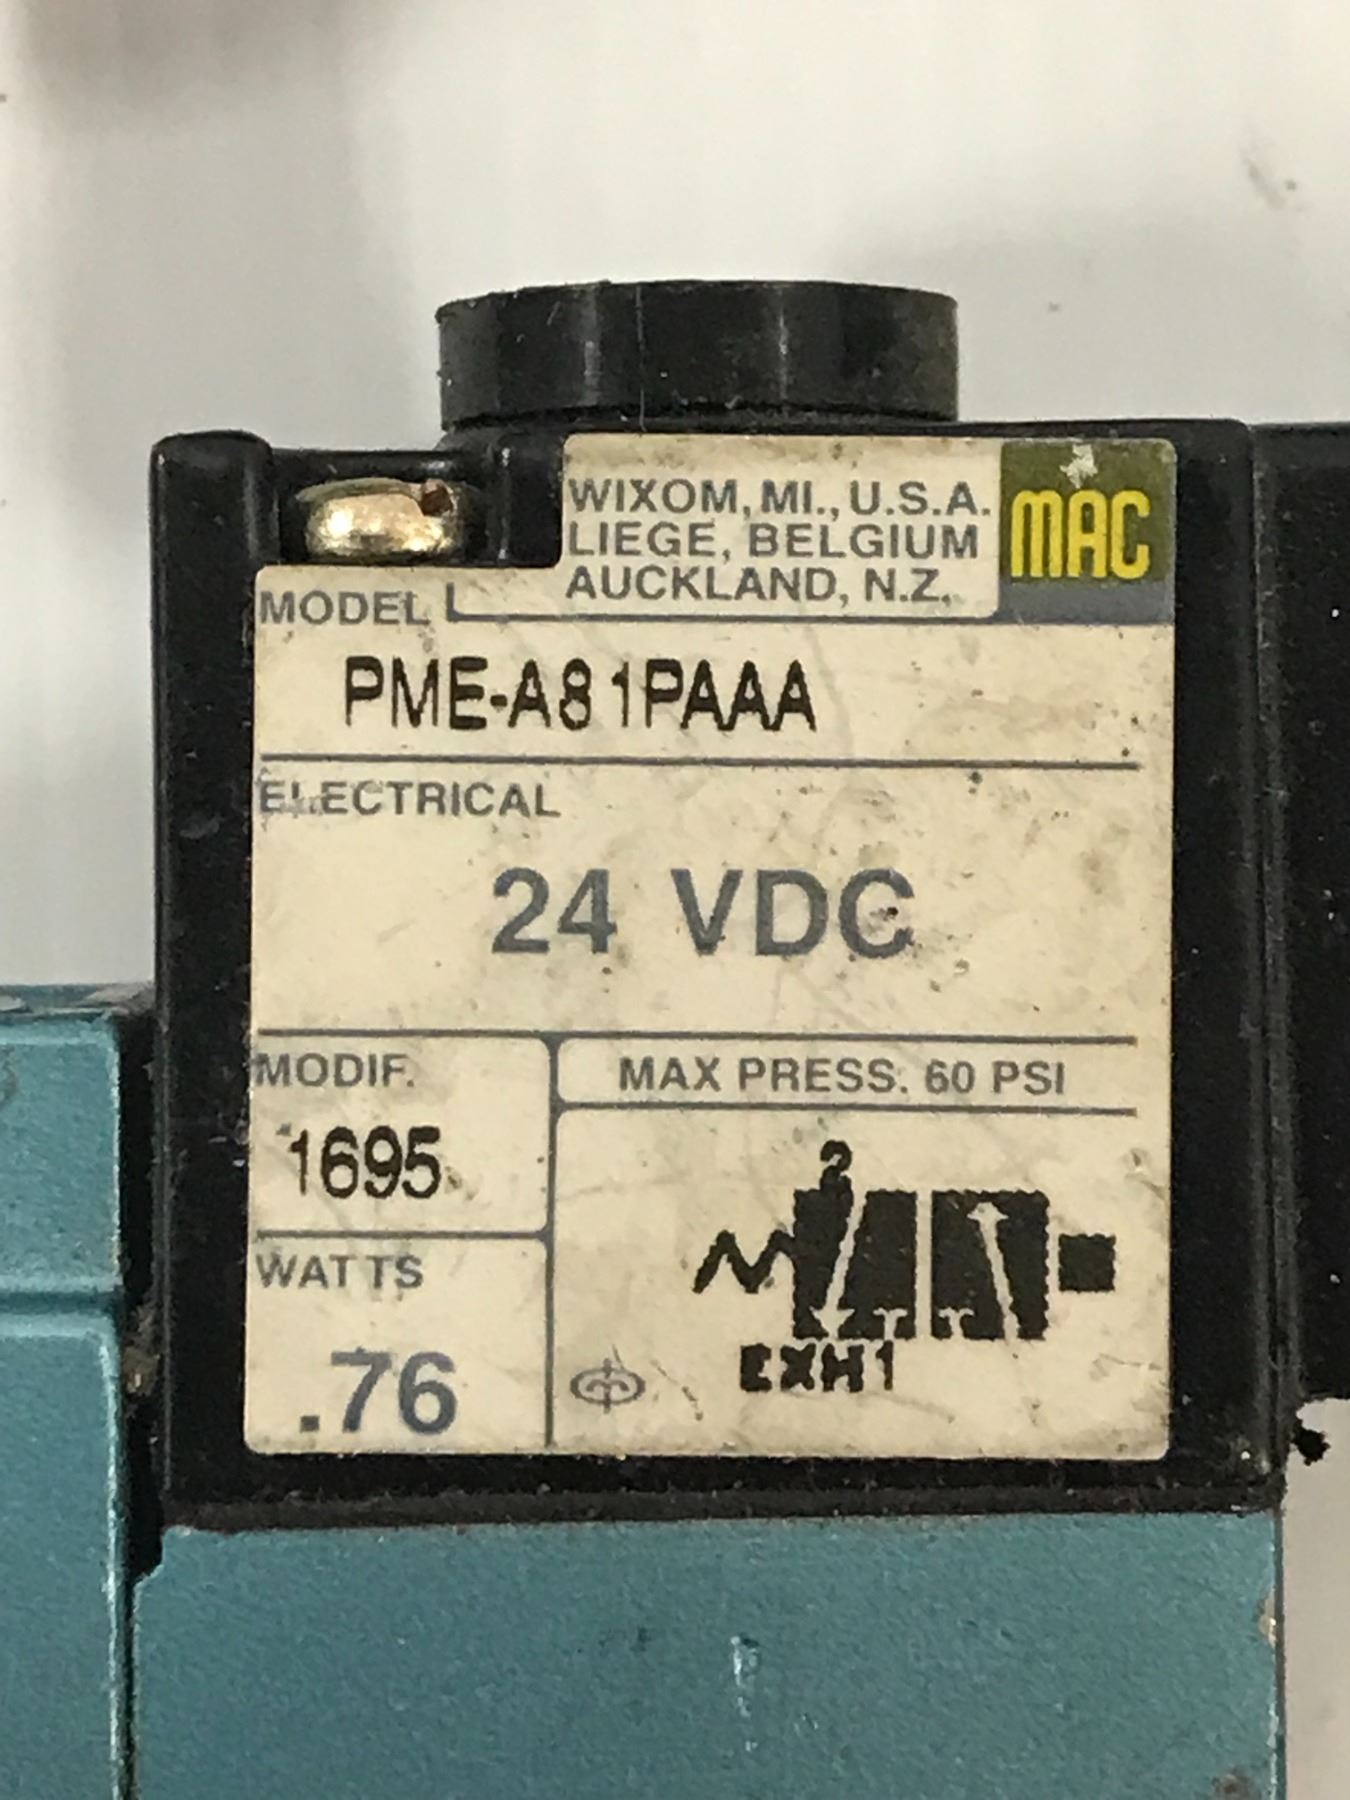 WIXOM, MI., U.S.A.
LIEGE, BELGIUM
AUCKLAND, N.Z.
MAC
MODEL
PME-A81PAAA
ELECTRICAL
24 VDC
MODIF.
1695
MAX PRESS. 60 PSI
2
EXH1
WATTS
.76